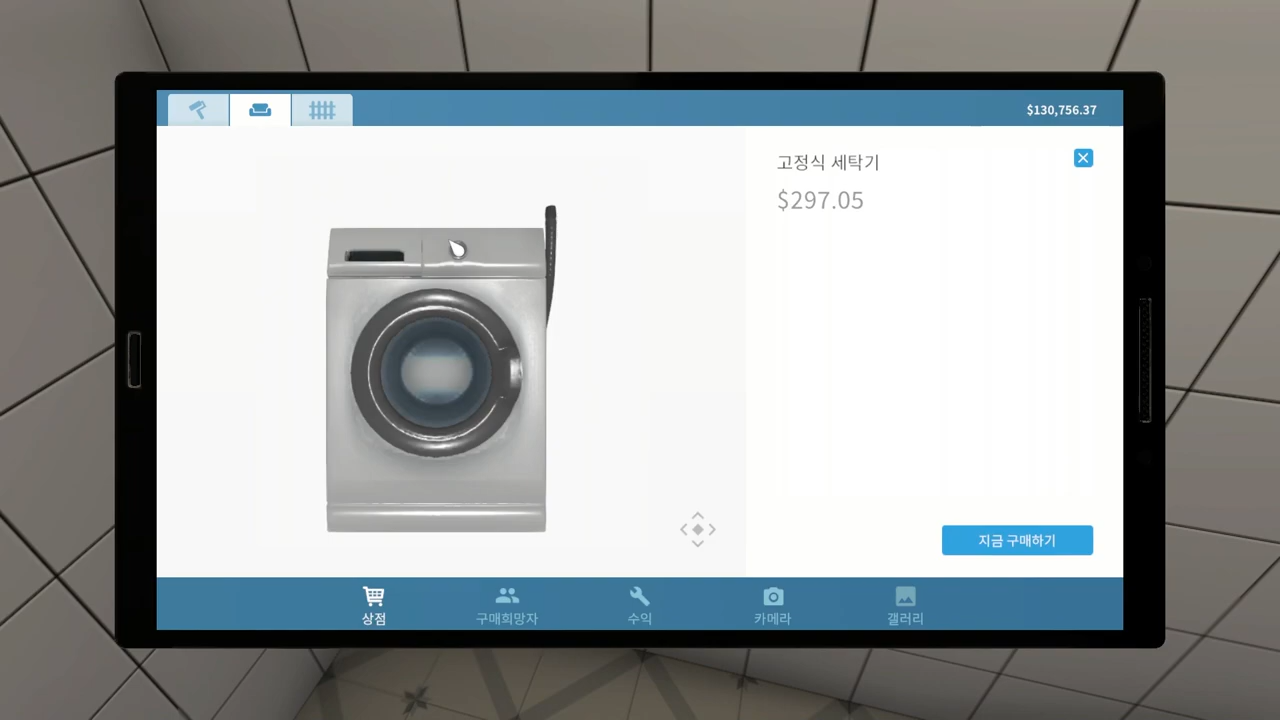 $130,756.37
고정식 세탁기
$297.05
지금 구매하기
상점
구매희망자
수익
카메라
갤러리